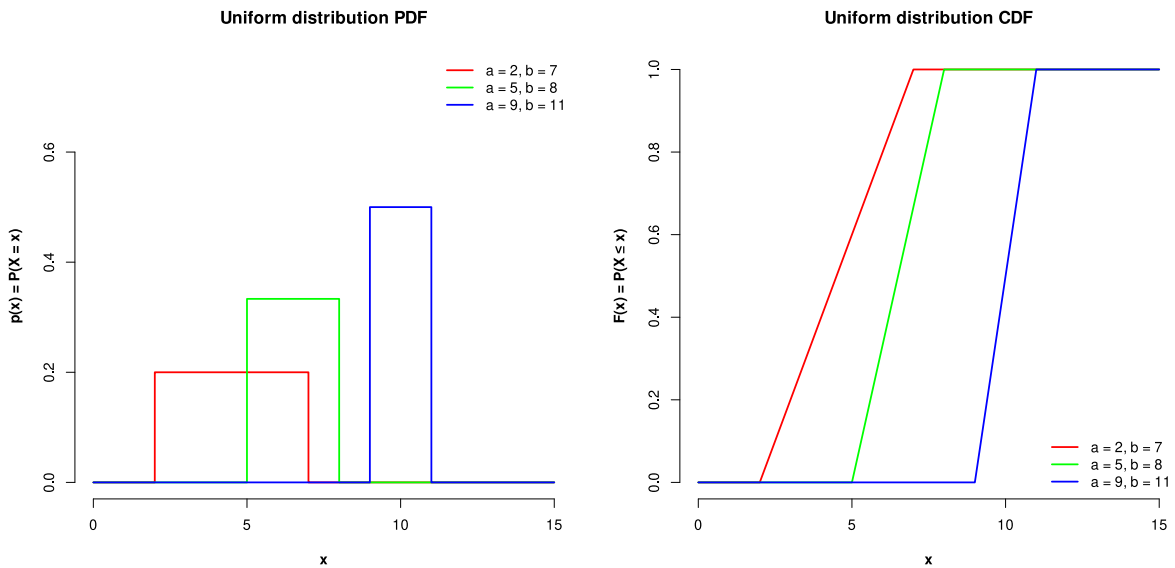 Uniform distribution PDF
a = 2, b = 7
a = 5, b = 8
a = 9, b = 11
p(x) = P(X = x)
0.6
0.4
0.2
0.0
0 5 10 15
x
Uniform distribution CDF
F(x) = P(X ≤ x)
1.0
0.8
0.6
0.4
0.2
0.0
a = 2, b = 7
a = 5, b = 8
a = 9, b = 11
0 5 10 15
x